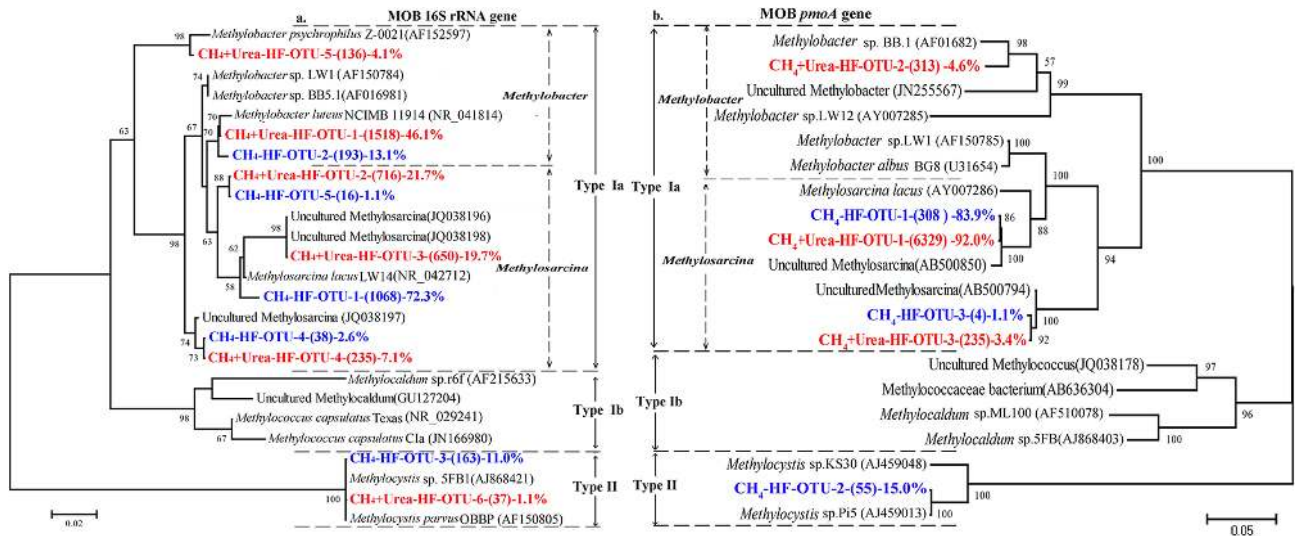 a. MOB 16S rRNA gene
Methylobacter psychrophilus Z-0021(AF152597)
CH₄+Urea-HF-OTU-5-(136)-4.1%
Methylobacter sp. LW1 (AF150784)
Methylobacter sp. BB5.1(AF016981)
Methylobacter luteus NCIMB 11914 (NR_041814)
CH₄+Urea-HF-OTU-1-(1518)-46.1%
CH₄-HF-OTU-2-(193)-13.1%
CH₄+Urea-HF-OTU-2-(716)-21.7%
CH₄-HF-OTU-5-(16)-1.1%
Uncultured Methylosarcina(JQ038196)
Uncultured Methylosarcina(JQ038198)
CH₄+Urea-HF-OTU-3-(650)-19.7%
Methylosarcina lacus LW14(NR_042712)
CH₄-HF-OTU-1-(1068)-72.3%
Uncultured Methylosarcina (JQ038197)
CH₄-HF-OTU-4-(38)-2.6%
CH₄+Urea-HF-OTU-4-(235)-7.1%
Methylocaldum sp.r6f (AF215633)
Uncultured Methylocaldum(GU127204)
Methylococcus capsulatus Texas (NR_029241)
Methylococcus capsulatus Cla (JN166980)
CH₄-HF-OTU-3-(163)-11.0%
Methylocystis sp. 5FB1(AJ868421)
CH₄+Urea-HF-OTU-6-(37)-1.1%
Methylocystis parvus OBBP (AF150805)
Methylobacter
Methylosarcina
Type Ia
Type Ib
Type II
98
74
70
70
63
67
88
63
98
62
58
98
74
73
98
67
100
0.02
b. MOB pmoA gene
Methylobacter sp. BB.1 (AF01682)
CH₄+Urea-HF-OTU-2-(313) -4.6%
Uncultured Methylobacter (JN255567)
Methylobacter sp.LW12 (AY007285)
Methylobacter sp.LW1 (AF150785)
Methylobacter albus BG8 (U31654)
Methylosarcina lacus (AY007286)
CH₄-HF-OTU-1-(308 ) -83.9%
CH₄+Urea-HF-OTU-1-(6329) -92.0%
Uncultured Methylosarcina(AB500850)
UnculturedMethylosarcina(AB500794)
CH₄-HF-OTU-3-(4)-1.1%
CH₄+Urea-HF-OTU-3-(235)-3.4%
Uncultured Methylococcus(JQ038178)
Methylococcaceae bacterium(AB636304)
Methylocaldum sp.ML100 (AF510078)
Methylocaldum sp.5FB(AJ868403)
Methylocystis sp.KS30 (AJ459048)
CH₄-HF-OTU-2-(55)-15.0%
Methylocystis sp.Pi5 (AJ459013)
Methylobacter
Methylosarcina
Type Ia
Type Ib
Type II
98
57
99
100
100
100
86
88
100
94
100
92
97
96
100
100
100
0.05